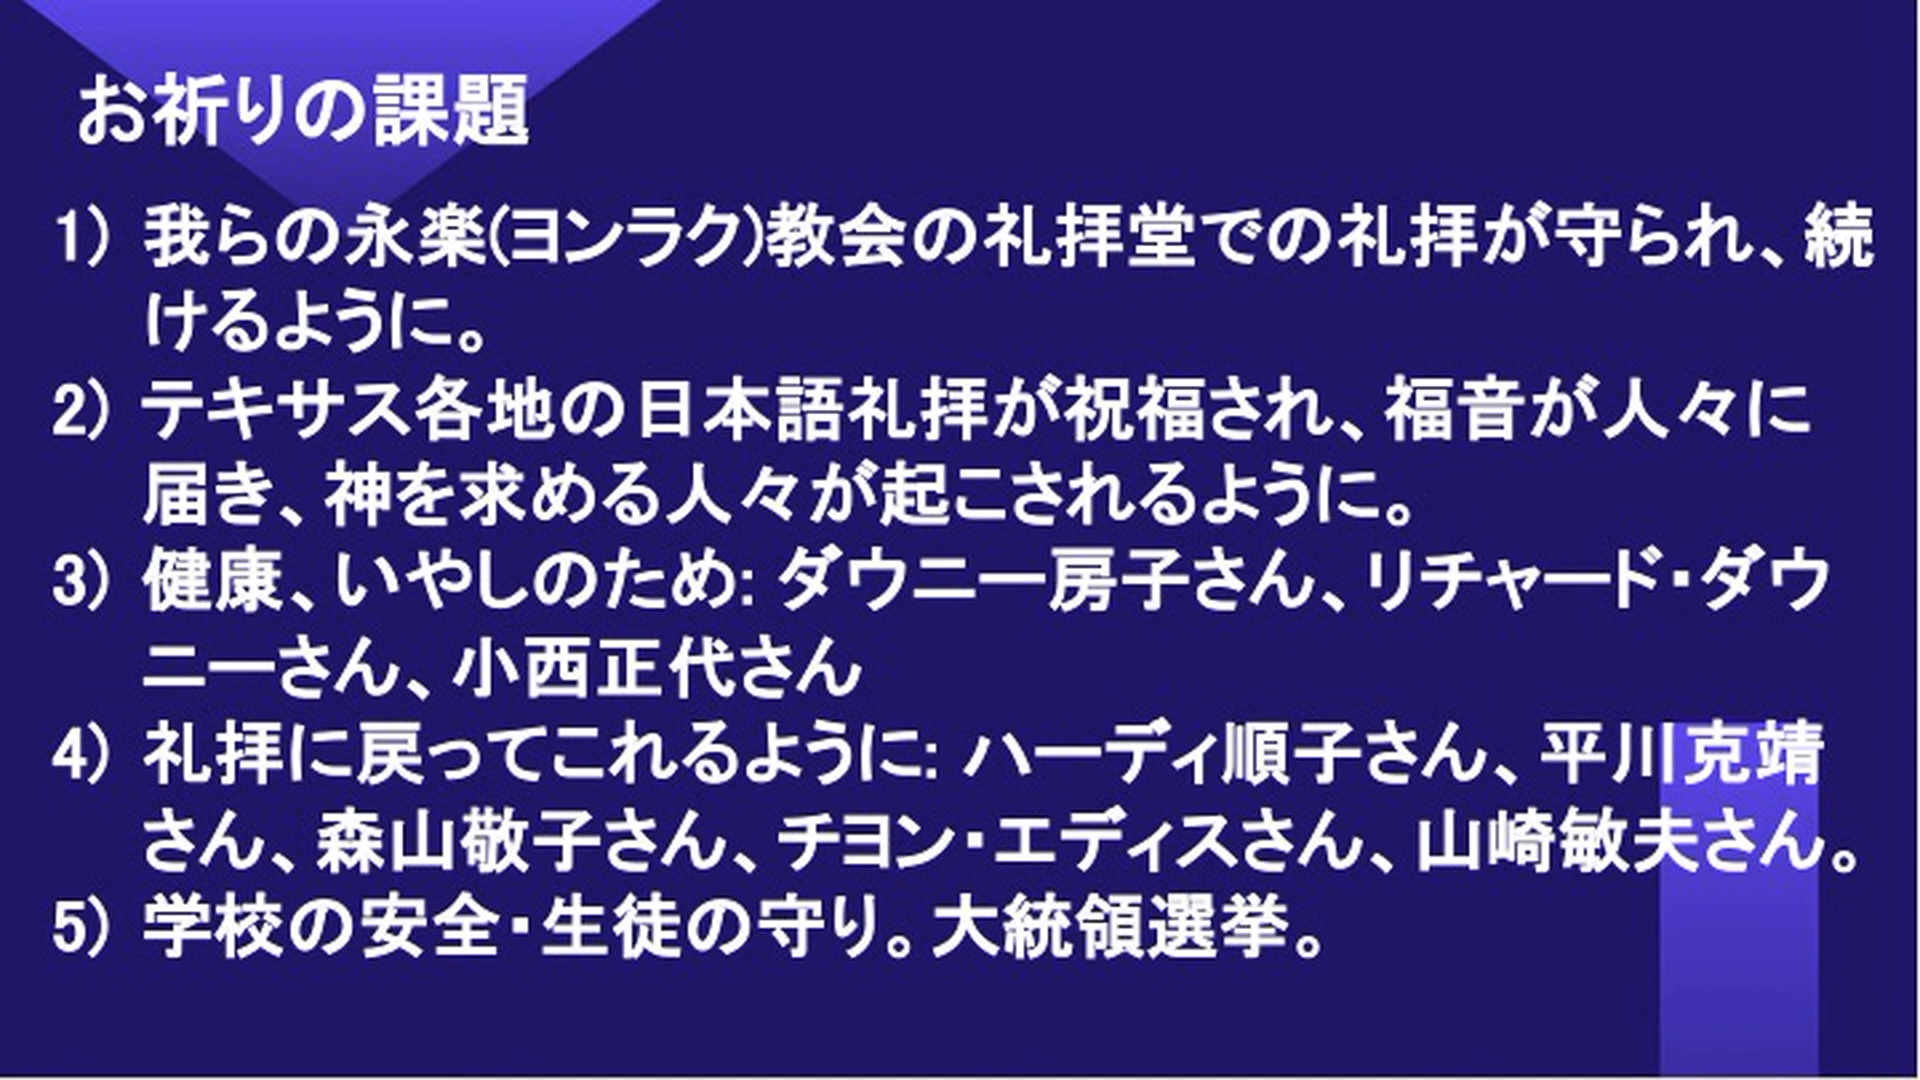 お祈りの課題
1) 我らの永楽(ヨンラク)教会の礼拝堂での礼拝が守られ、続
けるように。
2) テキサス各地の日本語礼拝が祝福され、福音が人々に
届き、神を求める人々が起こされるように。
3) 健康、いやしのため: ダウニー房子さん、リチャード・ダウ
ニーさん、小西正代さん
4) 礼拝に戻ってこれるように: ハーディ順子さん、平川克靖
さん、森山敬子さん、チヨン・エディスさん、山崎敏夫さん。
5) 学校の安全・生徒の守り。大統領選挙。